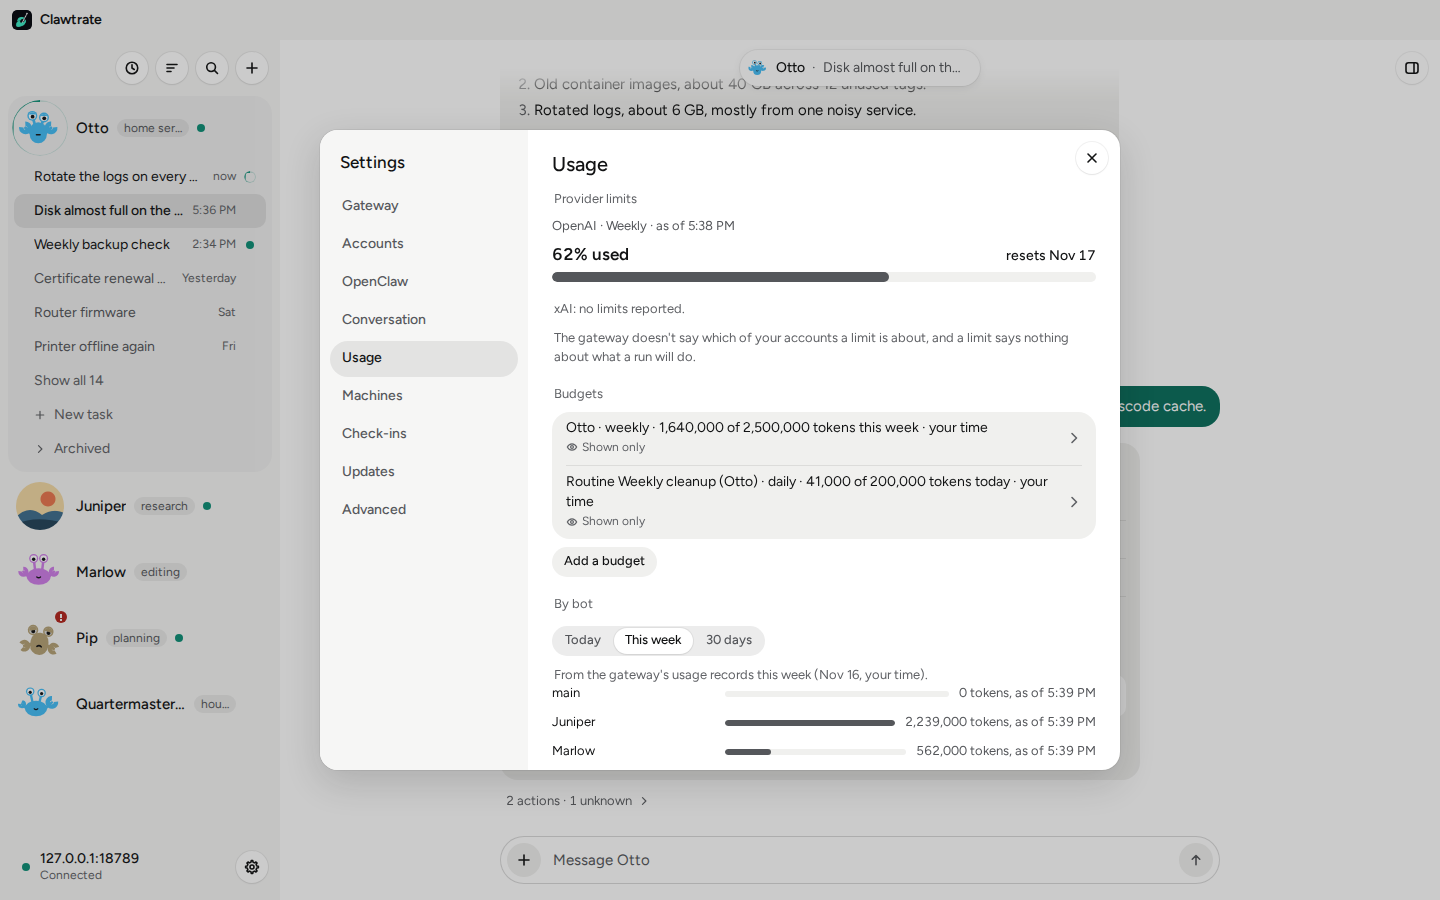 Clawtrate
Otto · Disk almost full on th...
2. Old container images, about 40 GB across 12 unused tags.
3. Rotated logs, about 6 GB, mostly from one noisy service.
Otto home ser...
Rotate the logs on every ... now
Disk almost full on the ... 5:36 PM
Weekly backup check 2:34 PM
Certificate renewal ... Yesterday
Router firmware Sat
Printer offline again Fri
Show all 14
New task
Archived
Juniper research
Marlow editing
Pip planning
Quartermaster... hou...
127.0.0.1:18789
Connected
Settings
Gateway
Accounts
OpenClaw
Conversation
Usage
Machines
Check-ins
Updates
Advanced
Usage
Provider limits
OpenAI · Weekly · as of 5:38 PM
62% used resets Nov 17
xAI: no limits reported.
The gateway doesn't say which of your accounts a limit is about, and a limit says nothing
about what a run will do.
Budgets
Otto · weekly · 1,640,000 of 2,500,000 tokens this week · your time
Shown only
Routine Weekly cleanup (Otto) · daily · 41,000 of 200,000 tokens today · your
time
Shown only
Add a budget
By bot
Today This week 30 days
From the gateway's usage records this week (Nov 16, your time).
main 0 tokens, as of 5:39 PM
Juniper 2,239,000 tokens, as of 5:39 PM
Marlow 562,000 tokens, as of 5:39 PM
scode cache.
2 actions · 1 unknown
Message Otto